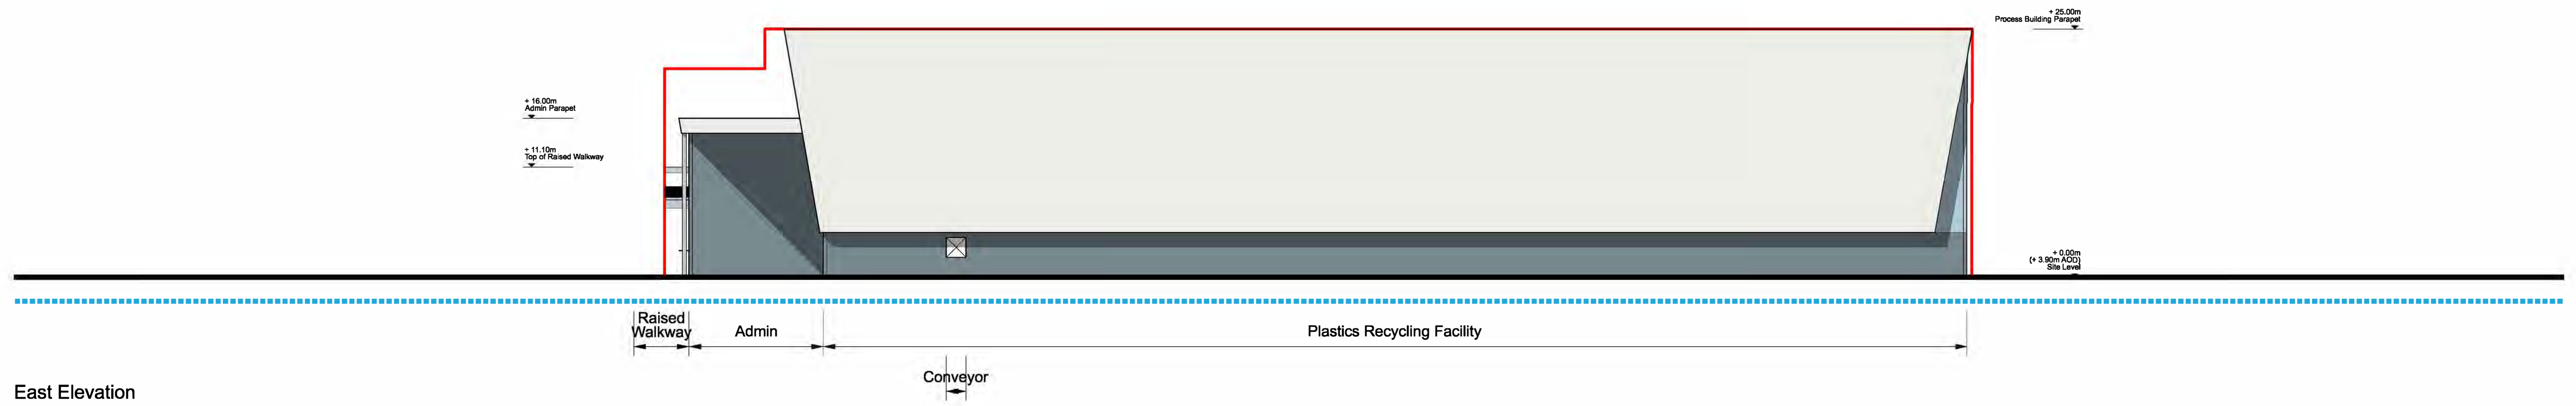 + 25.00m
Process Building Parapet
+ 16.00m
Admin Parapet
+ 11.10m
Top of Raised Walkway
+ 0.00m
(+ 3.90m AOD)
Site Level
Raised
Walkway
Admin
Plastics Recycling Facility
Conveyor
East Elevation